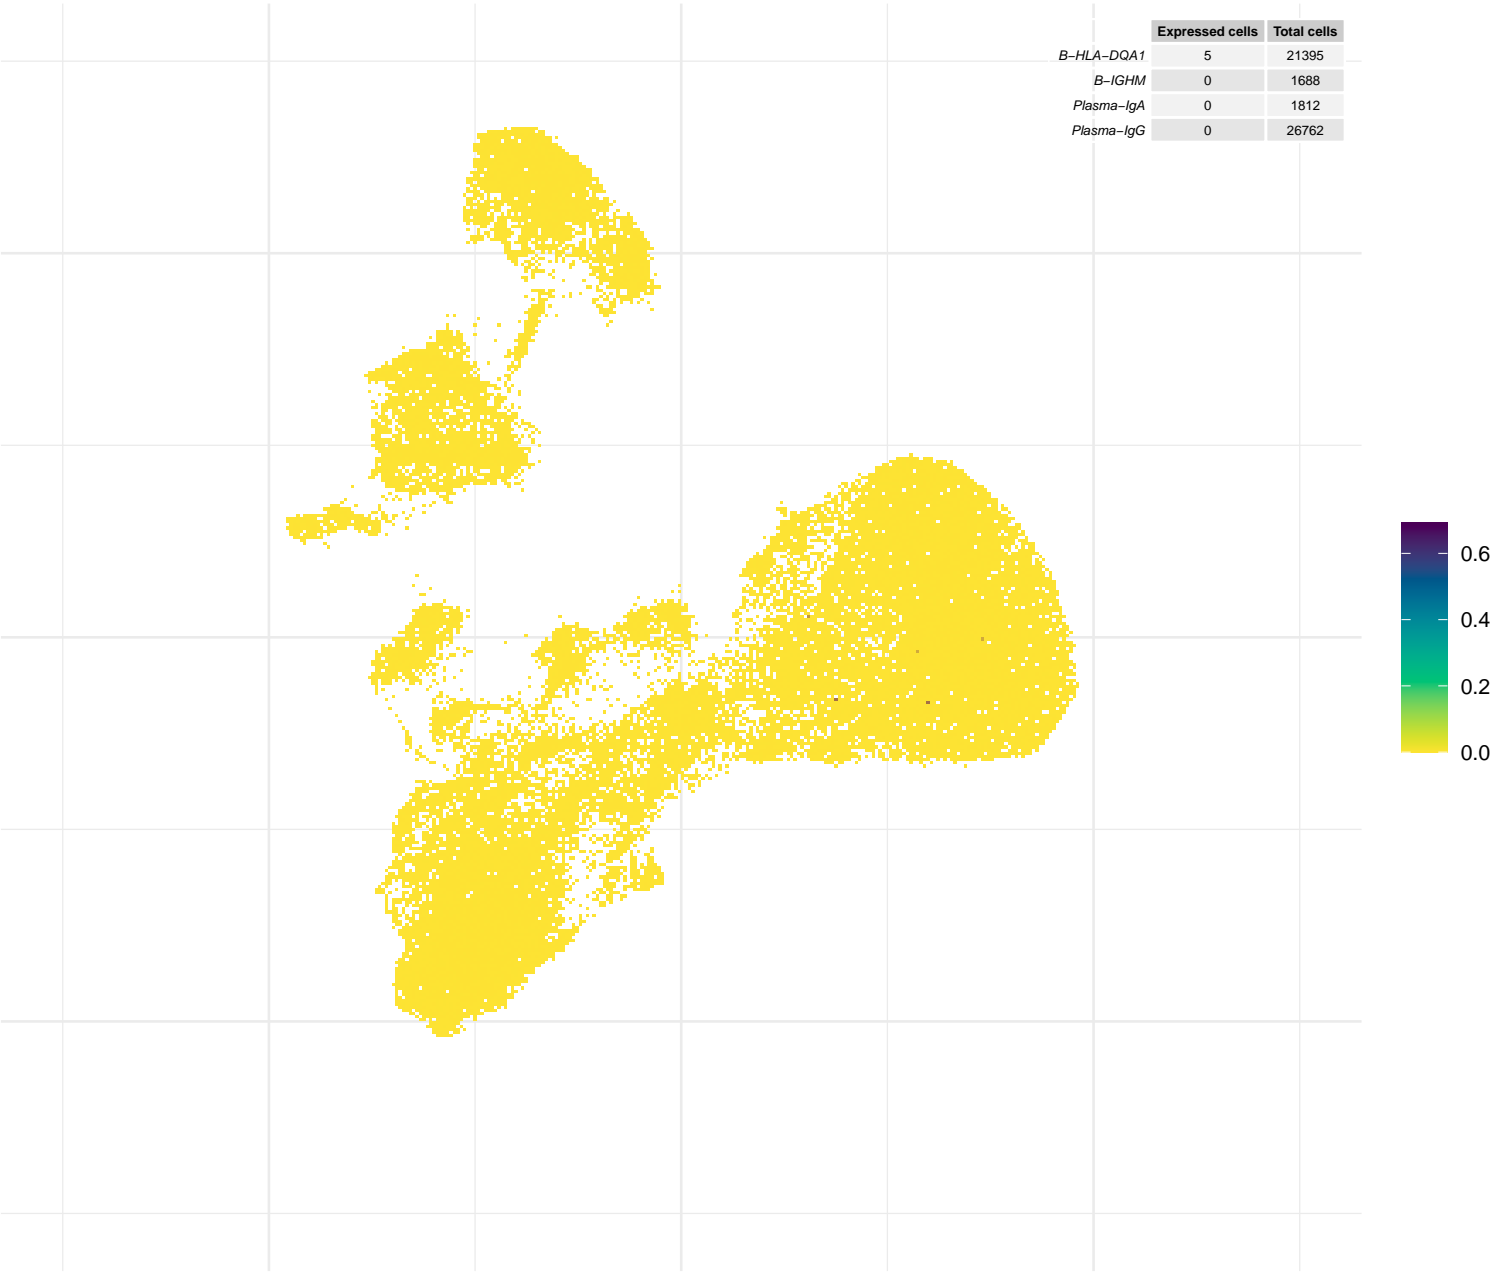 Expressed cells Total cells
B−HLA−DQA1 5 21395
B−IGHM 0 1688
Plasma−IgA 0 1812
Plasma−IgG 0 26762
0.6
0.4
0.2
0.0